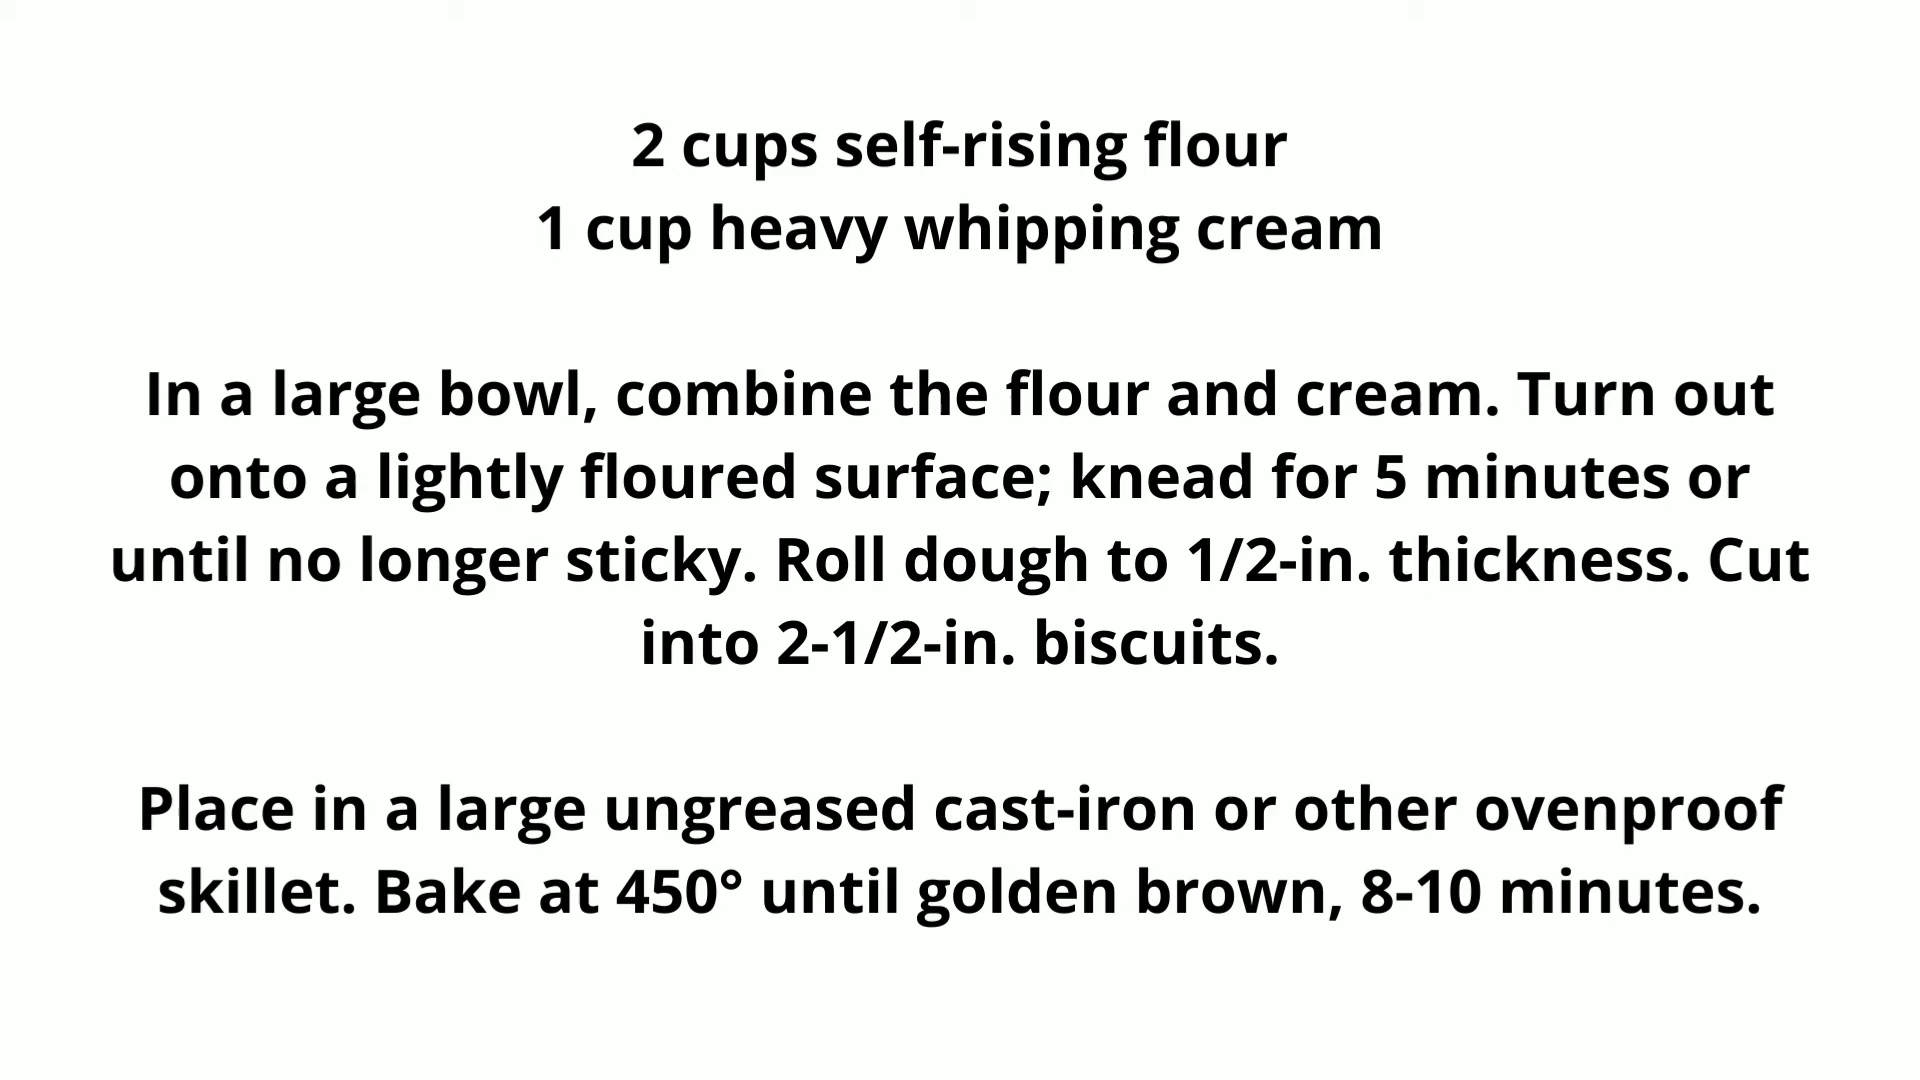 2 cups self-rising flour
1 cup heavy whipping cream
In a large bowl, combine the flour and cream. Turn out
onto a lightly floured surface; knead for 5 minutes or
until no longer sticky. Roll dough to 1/2-in. thickness. Cut
into 2-1/2-in. biscuits.
Place in a large ungreased cast-iron or other ovenproof
skillet. Bake at 450° until golden brown, 8-10 minutes.